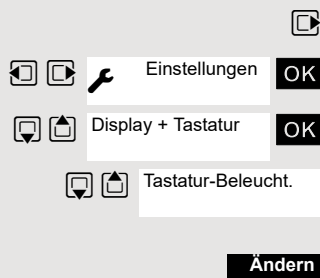 Einstellungen OK
Display + Tastatur OK
Tastatur-Beleucht.
Ändern